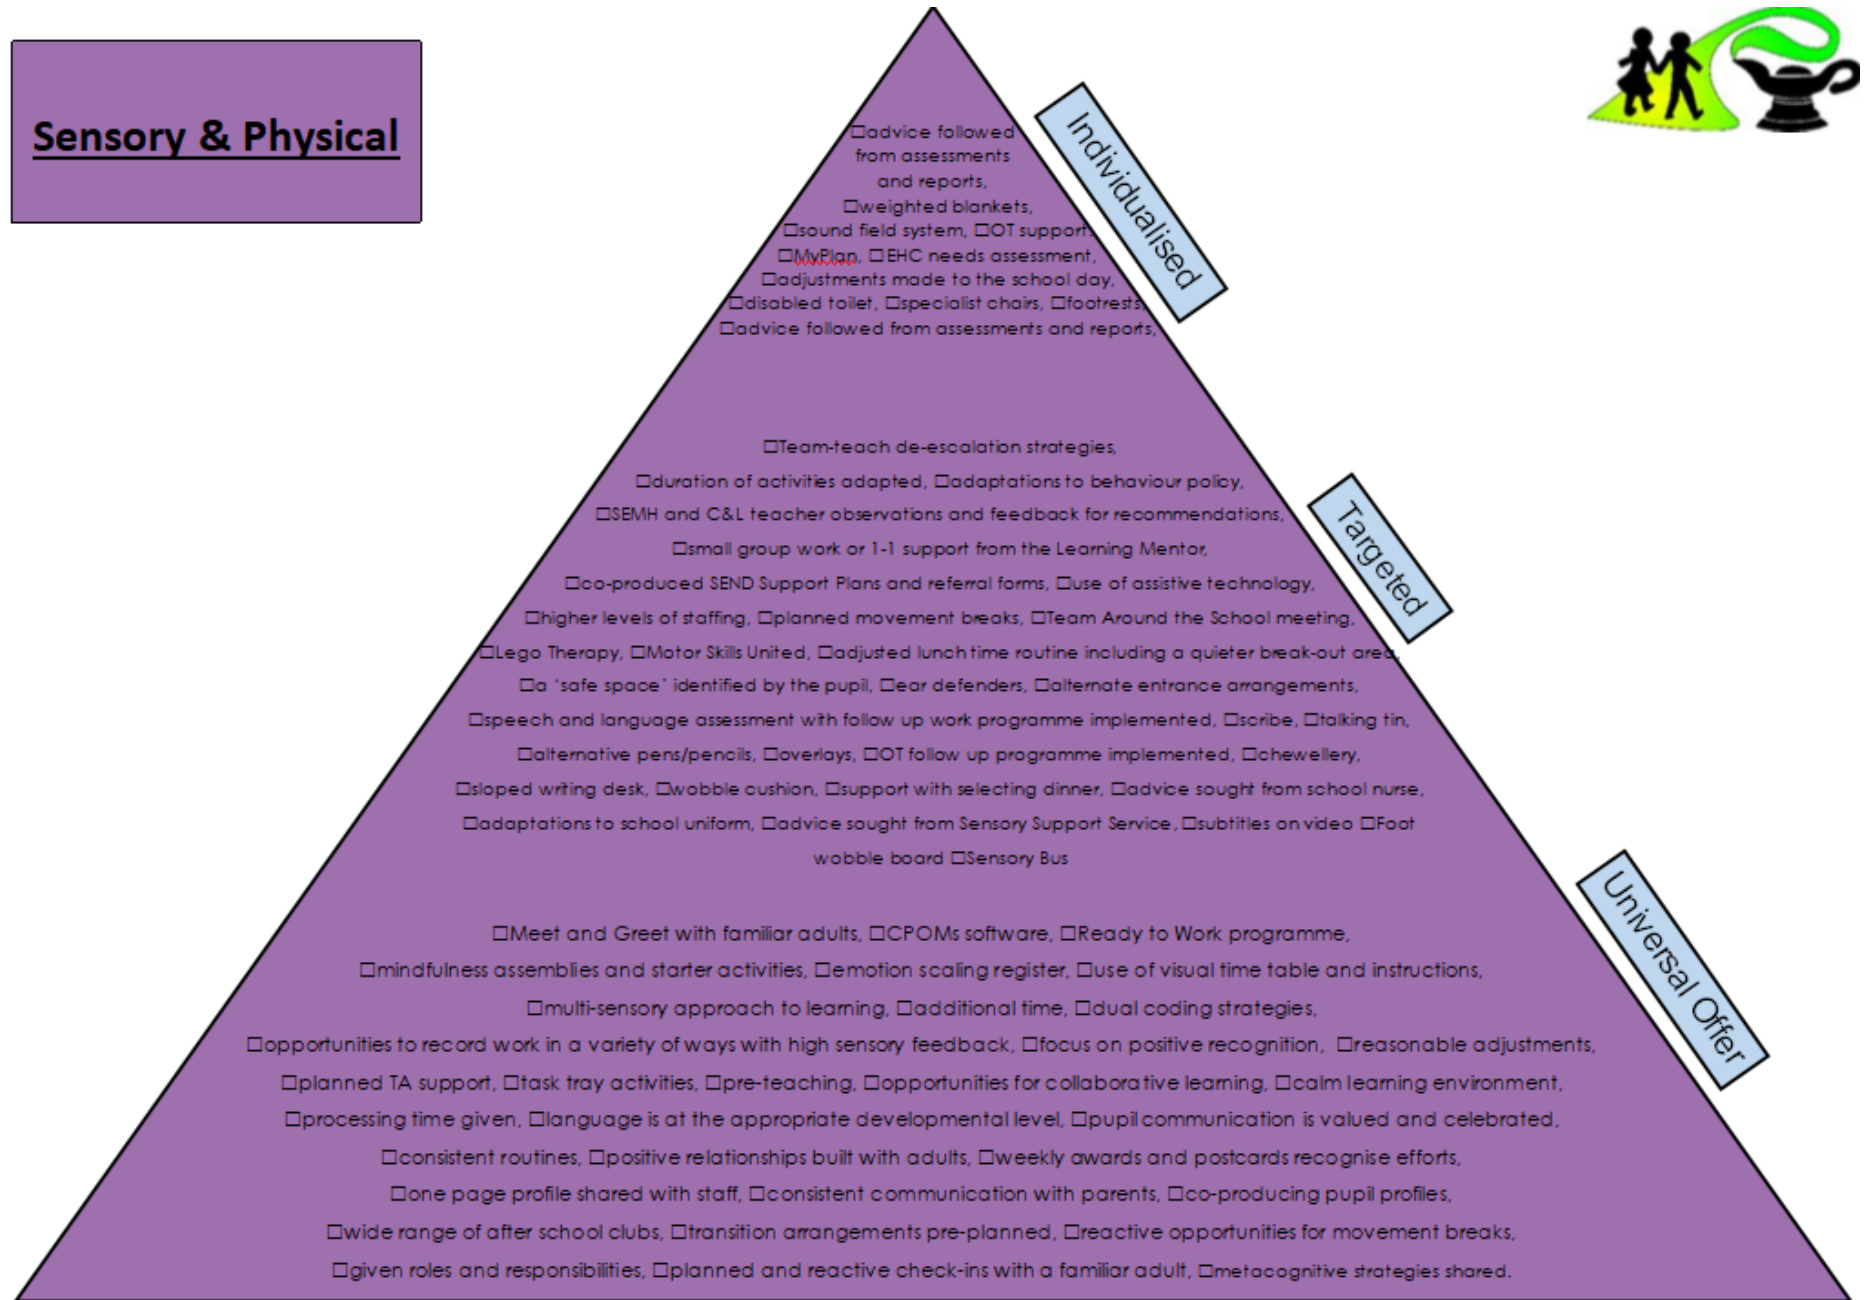 Sensory & Physical
☐advice followed
from assessments
and reports,
☐weighted blankets,
☐sound field system, ☐OT support,
☐MyPlan, ☐EHC needs assessment,
☐adjustments made to the school day,
☐disabled toilet, ☐specialist chairs, ☐footrests,
☐advice followed from assessments and reports,
Individualised
☐Team-teach de-escalation strategies,
☐duration of activities adapted, ☐adaptations to behaviour policy,
☐SEMH and C&L teacher observations and feedback for recommendations,
☐small group work or 1-1 support from the Learning Mentor,
☐co-produced SEND Support Plans and referral forms, ☐use of assistive technology,
☐higher levels of staffing, ☐planned movement breaks, ☐Team Around the School meeting,
☐Lego Therapy, ☐Motor Skills United, ☐adjusted lunch time routine including a quieter break-out area,
☐a ‘safe space’ identified by the pupil, ☐ear defenders, ☐alternate entrance arrangements,
☐speech and language assessment with follow up work programme implemented, ☐scribe, ☐talking tin,
☐alternative pens/pencils, ☐overlays, ☐OT follow up programme implemented, ☐chewellery,
☐sloped writing desk, ☐wobble cushion, ☐support with selecting dinner, ☐advice sought from school nurse,
☐adaptations to school uniform, ☐advice sought from Sensory Support Service, ☐subtitles on video ☐Foot
wobble board ☐Sensory Bus
Targeted
☐Meet and Greet with familiar adults, ☐CPOMs software, ☐Ready to Work programme,
☐mindfulness assemblies and starter activities, ☐emotion scaling register, ☐use of visual time table and instructions,
☐multi-sensory approach to learning, ☐additional time, ☐dual coding strategies,
☐opportunities to record work in a variety of ways with high sensory feedback, ☐focus on positive recognition, ☐reasonable adjustments,
☐planned TA support, ☐task tray activities, ☐pre-teaching, ☐opportunities for collaborative learning, ☐calm learning environment,
☐processing time given, ☐language is at the appropriate developmental level, ☐pupil communication is valued and celebrated,
☐consistent routines, ☐positive relationships built with adults, ☐weekly awards and postcards recognise efforts,
☐one page profile shared with staff, ☐consistent communication with parents, ☐co-producing pupil profiles,
☐wide range of after school clubs, ☐transition arrangements pre-planned, ☐reactive opportunities for movement breaks,
☐given roles and responsibilities, ☐planned and reactive check-ins with a familiar adult, ☐metacognitive strategies shared.
Universal Offer